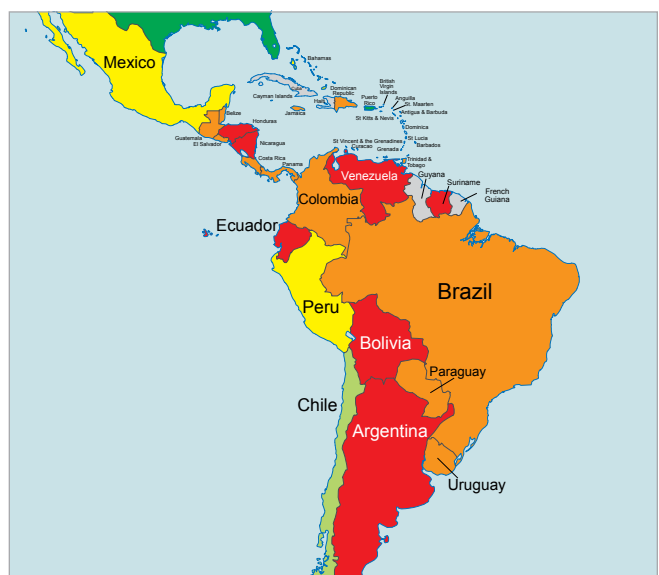 Mexico
Bahamas
Cuba
Cayman Islands
Dominican
Republic
Haiti
Jamaica
Puerto
Rico
British
Virgin
Islands
Anguilla
St. Maarten
Antigua & Barbuda
St Kitts & Nevis
Dominica
St Lucia
Barbados
St Vincent & the Grenadines
Curacao
Grenada
Trinidad &
Tobago
Belize
Honduras
Guatemala
El Salvador
Nicaragua
Costa Rica
Panama
Venezuela
Guyana
Suriname
French
Guiana
Colombia
Ecuador
Peru
Brazil
Bolivia
Paraguay
Chile
Argentina
Uruguay